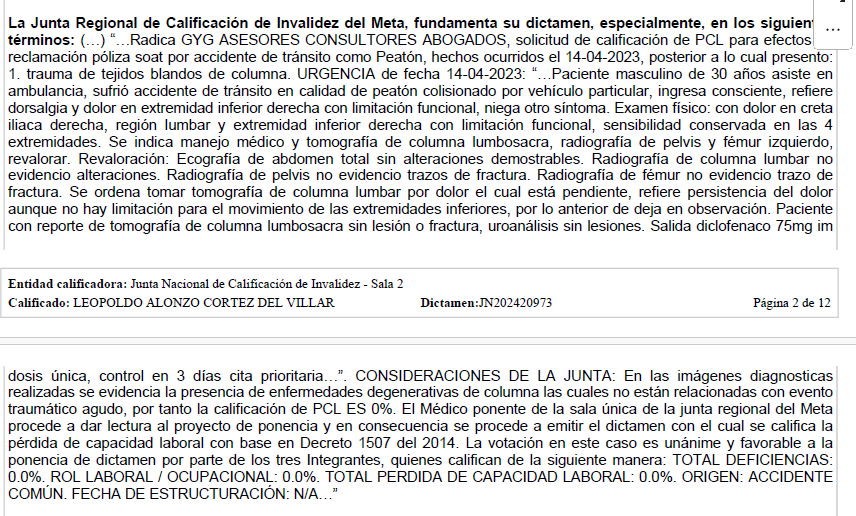 La Junta Regional de Calificación de Invalidez del Meta, fundamenta su dictamen, especialmente, en los
términos: (…) “…Radica GYG ASESORES CONSULTORES ABOGADOS, solicitud de calificación de PCL para efectos
reclamación póliza soat por accidente de tránsito como Peatón, hechos ocurridos el 14-04-2023, posterior a lo cual presento:
1. trauma de tejidos blandos de columna. URGENCIA de fecha 14-04-2023: “…Paciente masculino de 30 años asiste en
ambulancia, sufrió accidente de tránsito en calidad de peatón colisionado por vehículo particular, ingresa consciente, refiere
dorsalgia y dolor en extremidad inferior derecha con limitación funcional, niega otro síntoma. Examen físico: con dolor en creta
iliaca derecha, región lumbar y extremidad inferior derecha con limitación funcional, sensibilidad conservada en las 4
extremidades. Se indica manejo médico y tomografía de columna lumbosacra, radiografía de pelvis y fémur izquierdo,
revalorar. Revaloración: Ecografía de abdomen total sin alteraciones demostrables. Radiografía de columna lumbar no
evidencio alteraciones. Radiografía de pelvis no evidencio trazos de fractura. Radiografía de fémur no evidencio trazo de
fractura. Se ordena tomar tomografía de columna lumbar por dolor el cual está pendiente, refiere persistencia del dolor
aunque no hay limitación para el movimiento de las extremidades inferiores, por lo anterior de deja en observación. Paciente
con reporte de tomografía de columna lumbosacra sin lesión o fractura, uroanálisis sin lesiones. Salida diclofenaco 75mg im
Entidad calificadora: Junta Nacional de Calificación de Invalidez - Sala 2
Calificado: LEOPOLDO ALONZO CORTEZ DEL VILLAR Dictamen:JN202420973 Página 2 de 12
dosis única, control en 3 días cita prioritaria…”. CONSIDERACIONES DE LA JUNTA: En las imágenes diagnosticas
realizadas se evidencia la presencia de enfermedades degenerativas de columna las cuales no están relacionadas con evento
traumático agudo, por tanto la calificación de PCL ES 0%. El Médico ponente de la sala única de la junta regional del Meta
procede a dar lectura al proyecto de ponencia y en consecuencia se procede a emitir el dictamen con el cual se califica la
pérdida de capacidad laboral con base en Decreto 1507 del 2014. La votación en este caso es unánime y favorable a la
ponencia de dictamen por parte de los tres Integrantes, quienes califican de la siguiente manera: TOTAL DEFICIENCIAS:
0.0%. ROL LABORAL / OCUPACIONAL: 0.0%. TOTAL PERDIDA DE CAPACIDAD LABORAL: 0.0%. ORIGEN: ACCIDENTE
COMÚN. FECHA DE ESTRUCTURACIÓN: N/A…”